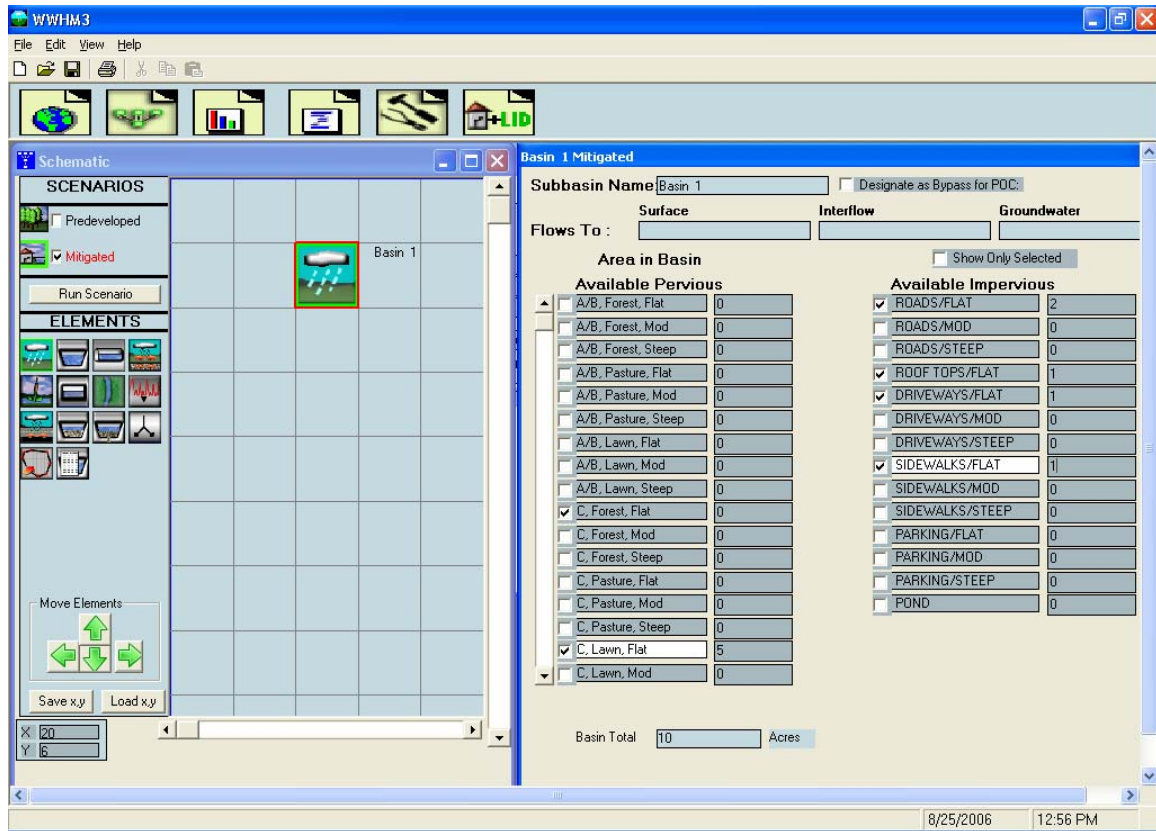 WWHM3
File Edit View Help
+LID
Schematic
SCENARIOS
Predeveloped
Mitigated
Run Scenario
ELEMENTS
Move Elements
Save x,y Load x,y
X 20
Y 6
Basin 1
Basin 1 Mitigated
Subbasin Name: Basin 1 Designate as Bypass for POC:
Surface Interflow Groundwater
Flows To :
Area in Basin Show Only Selected
Available Pervious Available Impervious
A/B, Forest, Flat 0 ROADS/FLAT 2
A/B, Forest, Mod 0 ROADS/MOD 0
A/B, Forest, Steep 0 ROADS/STEEP 0
A/B, Pasture, Flat 0 ROOF TOPS/FLAT 1
A/B, Pasture, Mod 0 DRIVEWAYS/FLAT 1
A/B, Pasture, Steep 0 DRIVEWAYS/MOD 0
A/B, Lawn, Flat 0 DRIVEWAYS/STEEP 0
A/B, Lawn, Mod 0 SIDEWALKS/FLAT 1
A/B, Lawn, Steep 0 SIDEWALKS/MOD 0
C, Forest, Flat 0 SIDEWALKS/STEEP 0
C, Forest, Mod 0 PARKING/FLAT 0
C, Forest, Steep 0 PARKING/MOD 0
C, Pasture, Flat 0 PARKING/STEEP 0
C, Pasture, Mod 0 POND 0
C, Pasture, Steep 0
C, Lawn, Flat 5
C, Lawn, Mod 0
Basin Total 10 Acres
8/25/2006 12:56 PM